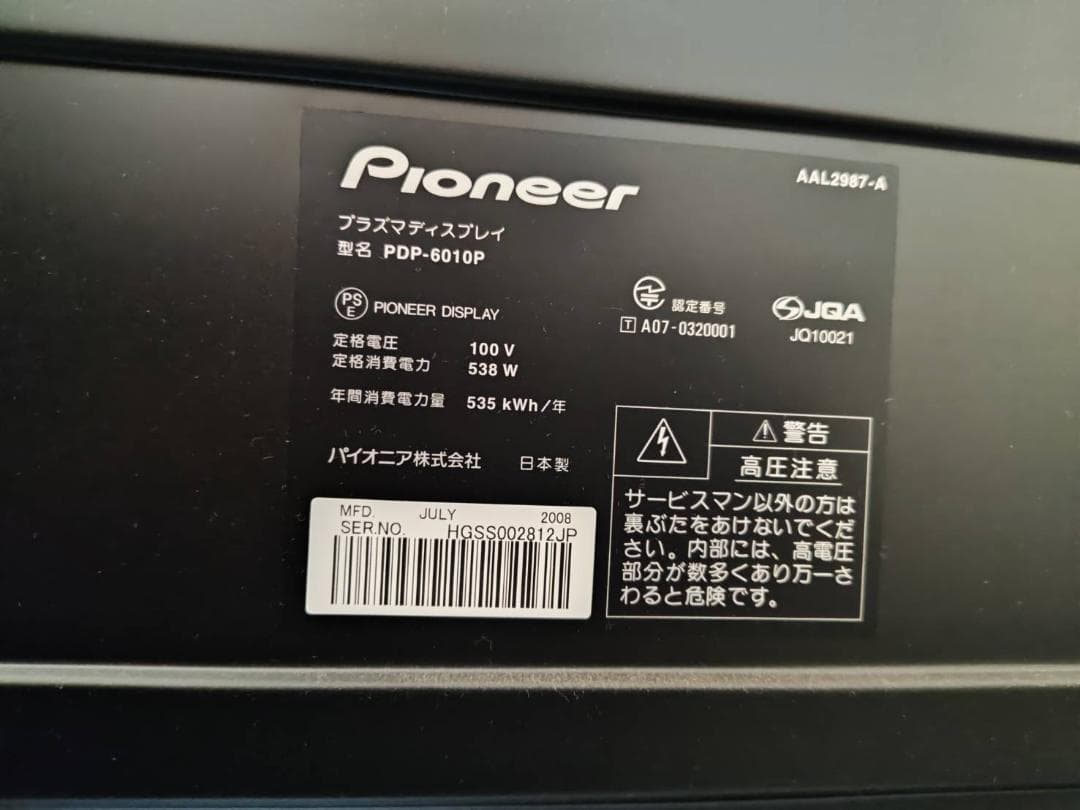 Pioneer
AAL2987-A
プラズマディスプレイ
型名 PDP-6010P
PS
E
PIONEER DISPLAY
認定番号
T A07-0320001
JQA
JQ10021
定格電圧 100 V
定格消費電力 538 W
年間消費電力量 535 kWh/年
パイオニア株式会社 日本製
MFD. JULY 2008
SER.NO. HGSS002812JP
警告
高圧注意
サービスマン以外の方は
裏ぶたをあけないでくだ
さい。内部には、高電圧
部分が数多くあり万一さ
わると危険です。